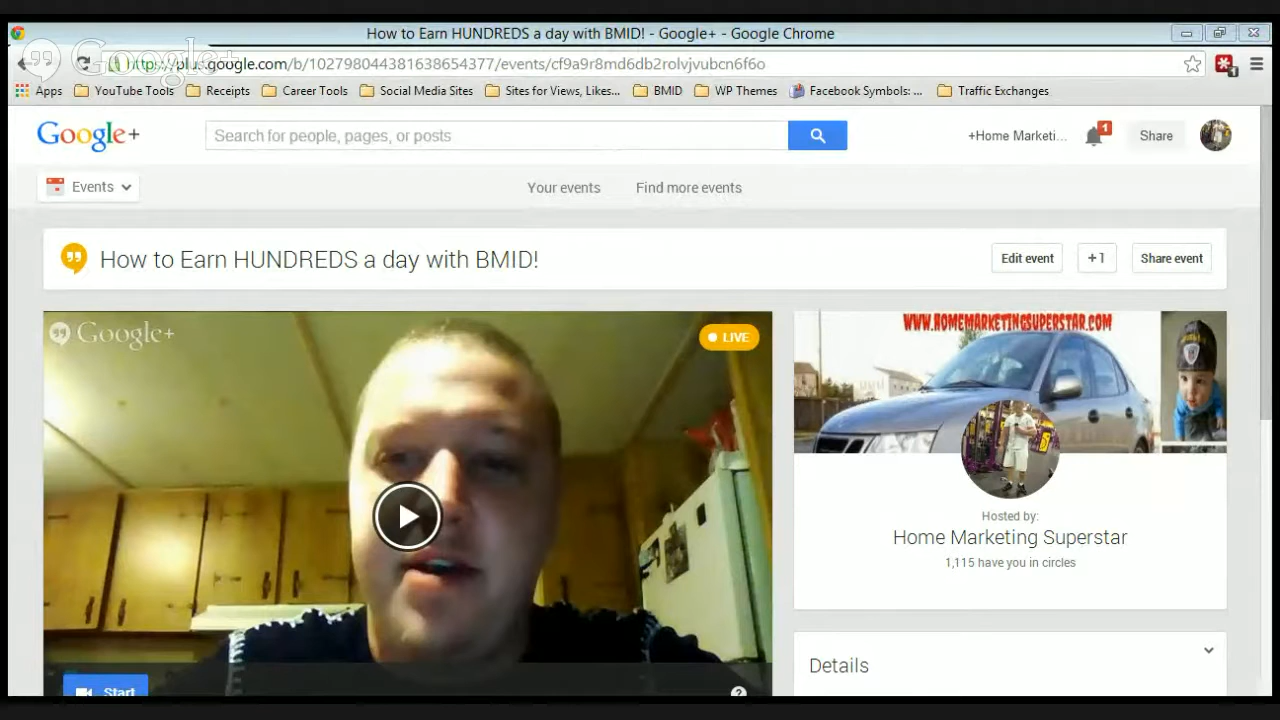 How to Earn HUNDREDS a day with BMID! - Google+ - Google Chrome
Google+
https://plus.google.com/b/102798044381638654377/events/cf9a9r8md6db2rolvjvubcn6f6o
1
Apps YouTube Tools Receipts Career Tools Social Media Sites Sites for Views, Likes... BMID WP Themes Facebook Symbols: ... Traffic Exchanges
Google+ Search for people, pages, or posts +Home Marketi... 1 Share
Events Your events Find more events
How to Earn HUNDREDS a day with BMID! Edit event +1 Share event
Google+ LIVE
WWW.HOMEMARKETINGSUPERSTAR.COM
Hosted by:
Home Marketing Superstar
1,115 have you in circles
Details
Start ?